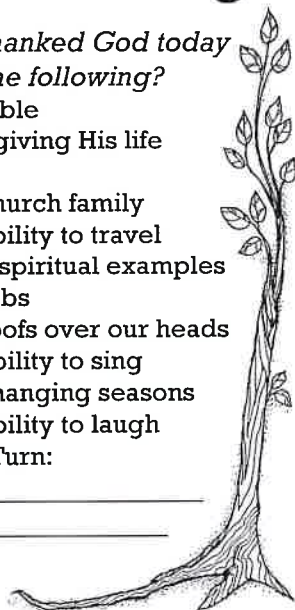 hanked God today
he following?
ble
giving His life
hurch family
bility to travel
spiritual examples
bs
oofs over our heads
bility to sing
hanging seasons
bility to laugh
Turn: